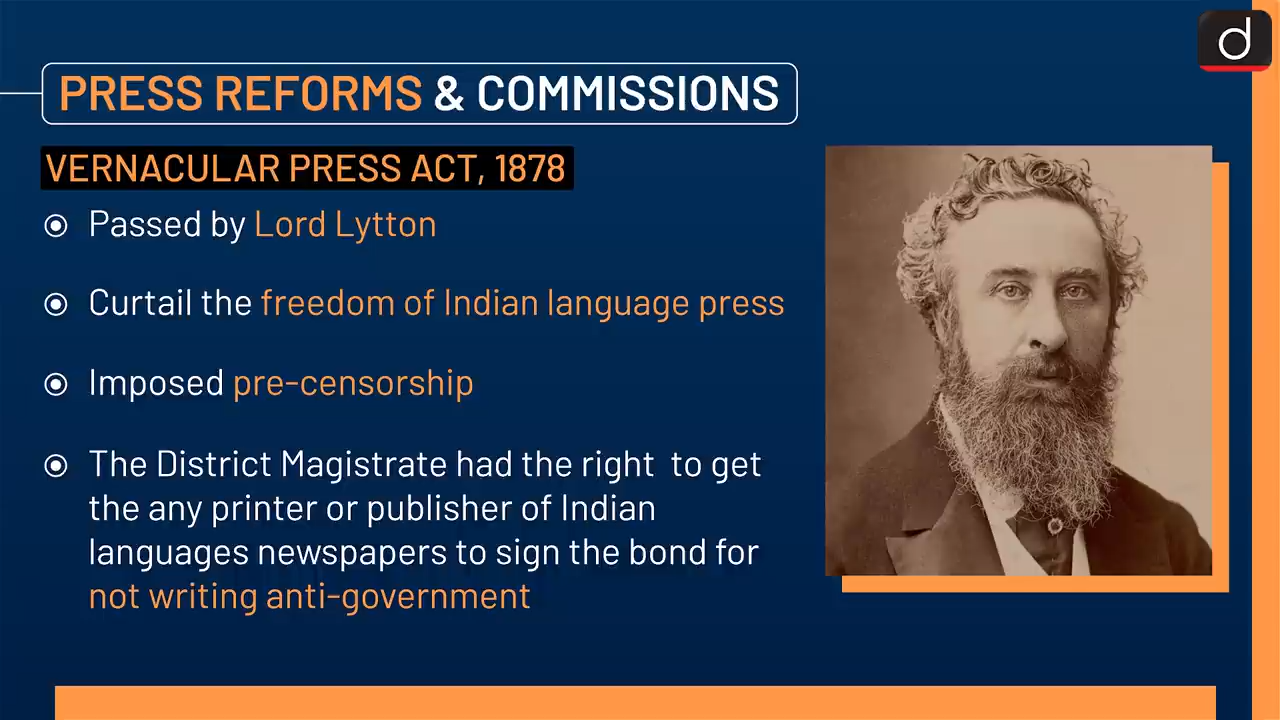 d
PRESS REFORMS & COMMISSIONS
VERNACULAR PRESS ACT, 1878
Passed by Lord Lytton
Curtail the freedom of Indian language press
Imposed pre-censorship
The District Magistrate had the right to get
the any printer or publisher of Indian
languages newspapers to sign the bond for
not writing anti-government